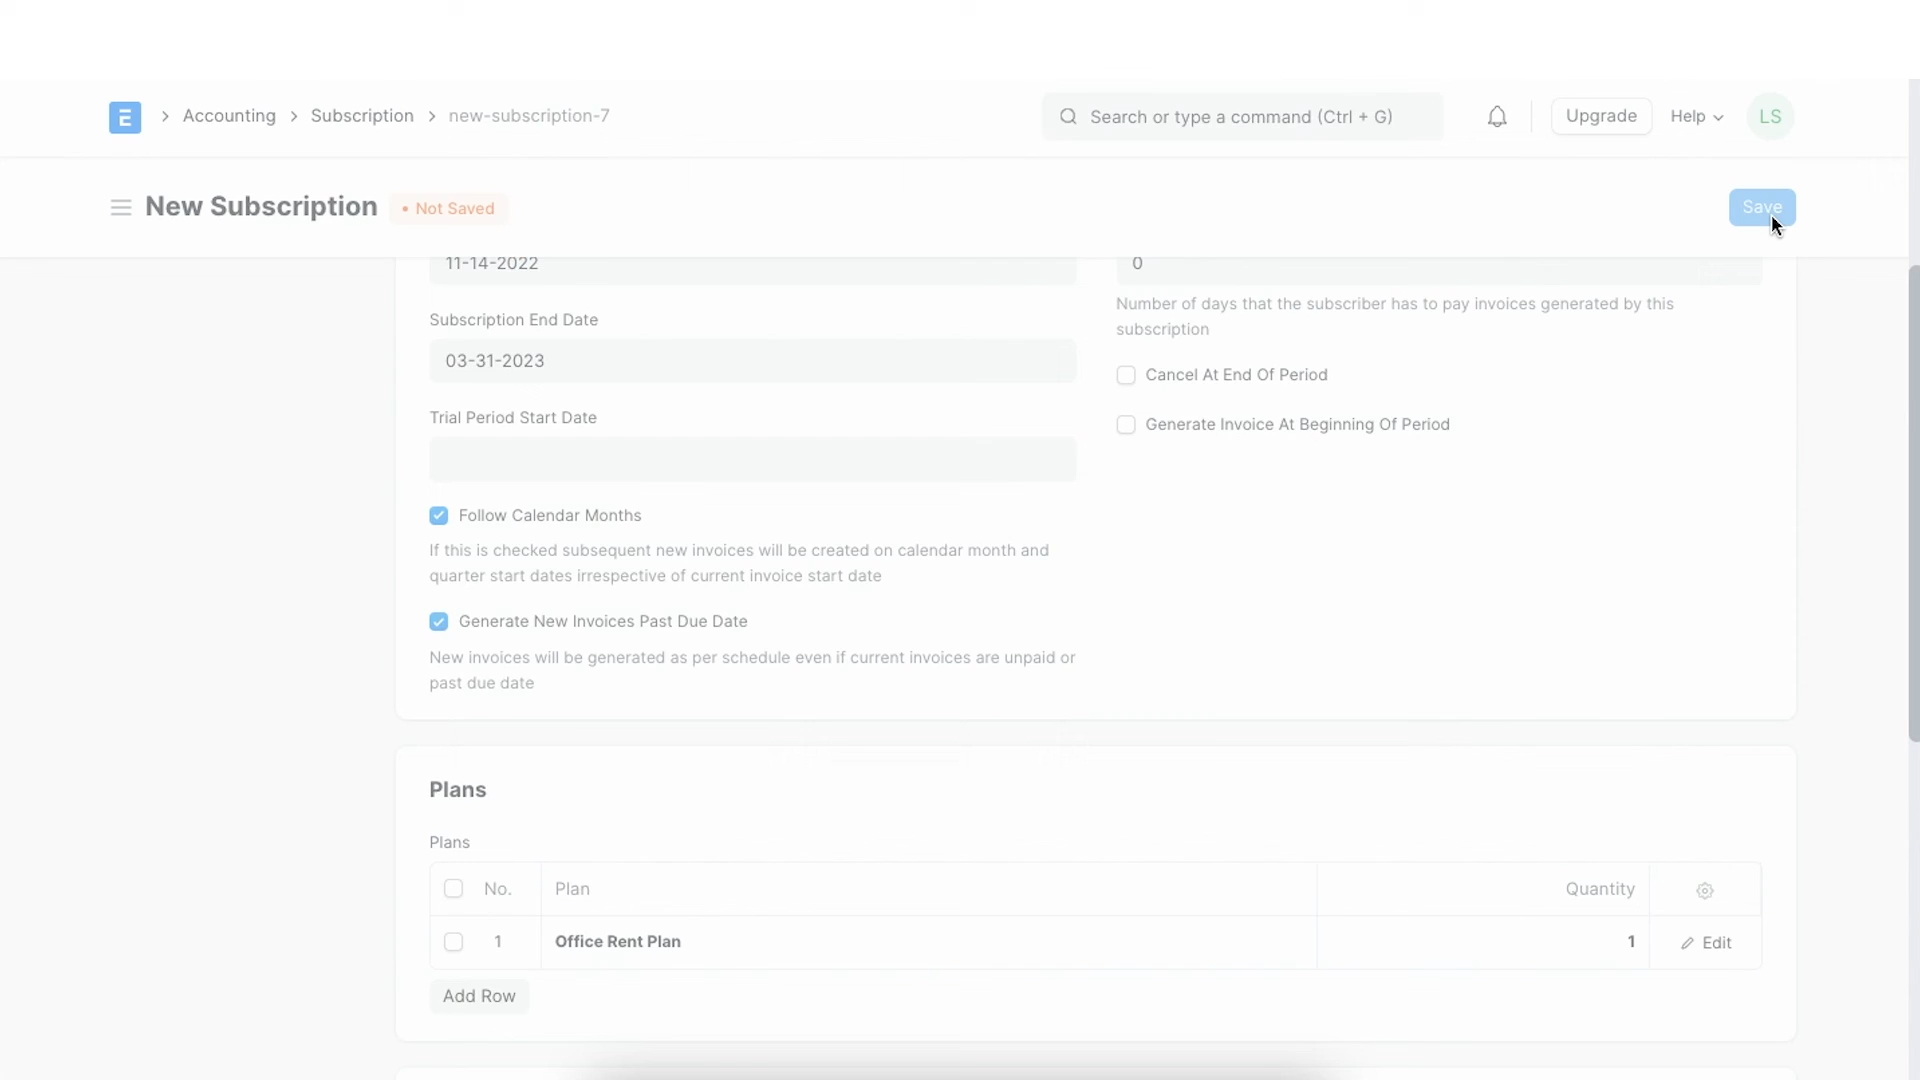 E
Accounting
Subscription
new-subscription-7
Search or type a command (Ctrl + G)
Upgrade
Help
LS
New Subscription
• Not Saved
Save
11-14-2022
Subscription End Date
03-31-2023
Trial Period Start Date
Follow Calendar Months
If this is checked subsequent new invoices will be created on calendar month and
quarter start dates irrespective of current invoice start date
Generate New Invoices Past Due Date
New invoices will be generated as per schedule even if current invoices are unpaid or
past due date
0
Number of days that the subscriber has to pay invoices generated by this
subscription
Cancel At End Of Period
Generate Invoice At Beginning Of Period
Plans
Plans
No. Plan Quantity
1 Office Rent Plan 1 Edit
Add Row